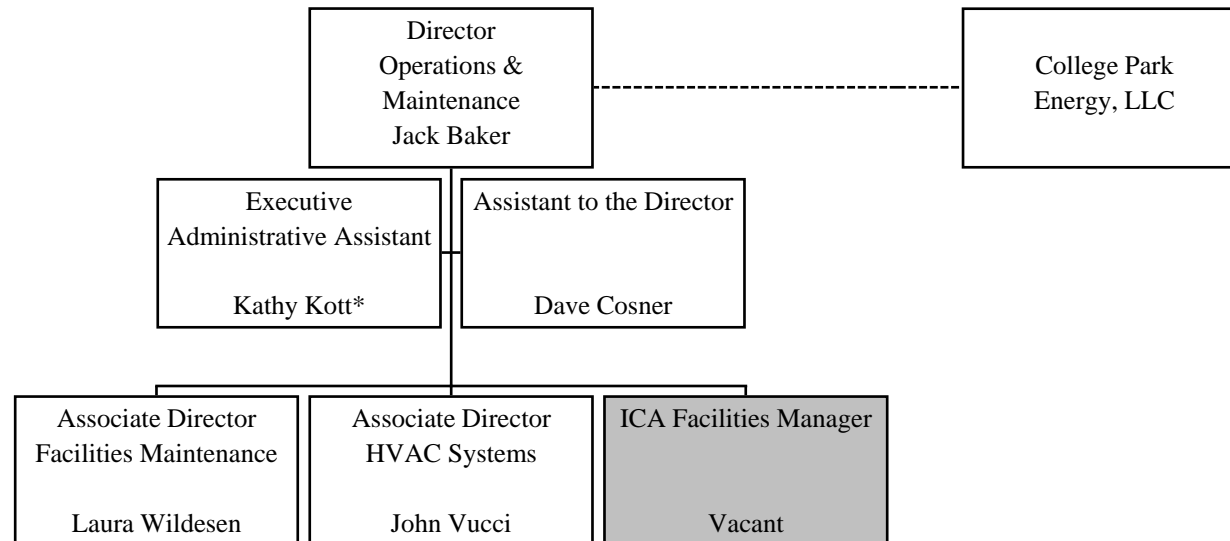 Director
Operations &
Maintenance
Jack Baker
College Park
Energy, LLC
Executive
Administrative Assistant
Kathy Kott*
Assistant to the Director
Dave Cosner
Associate Director
Facilities Maintenance
Laura Wildesen
Associate Director
HVAC Systems
John Vucci
ICA Facilities Manager
Vacant